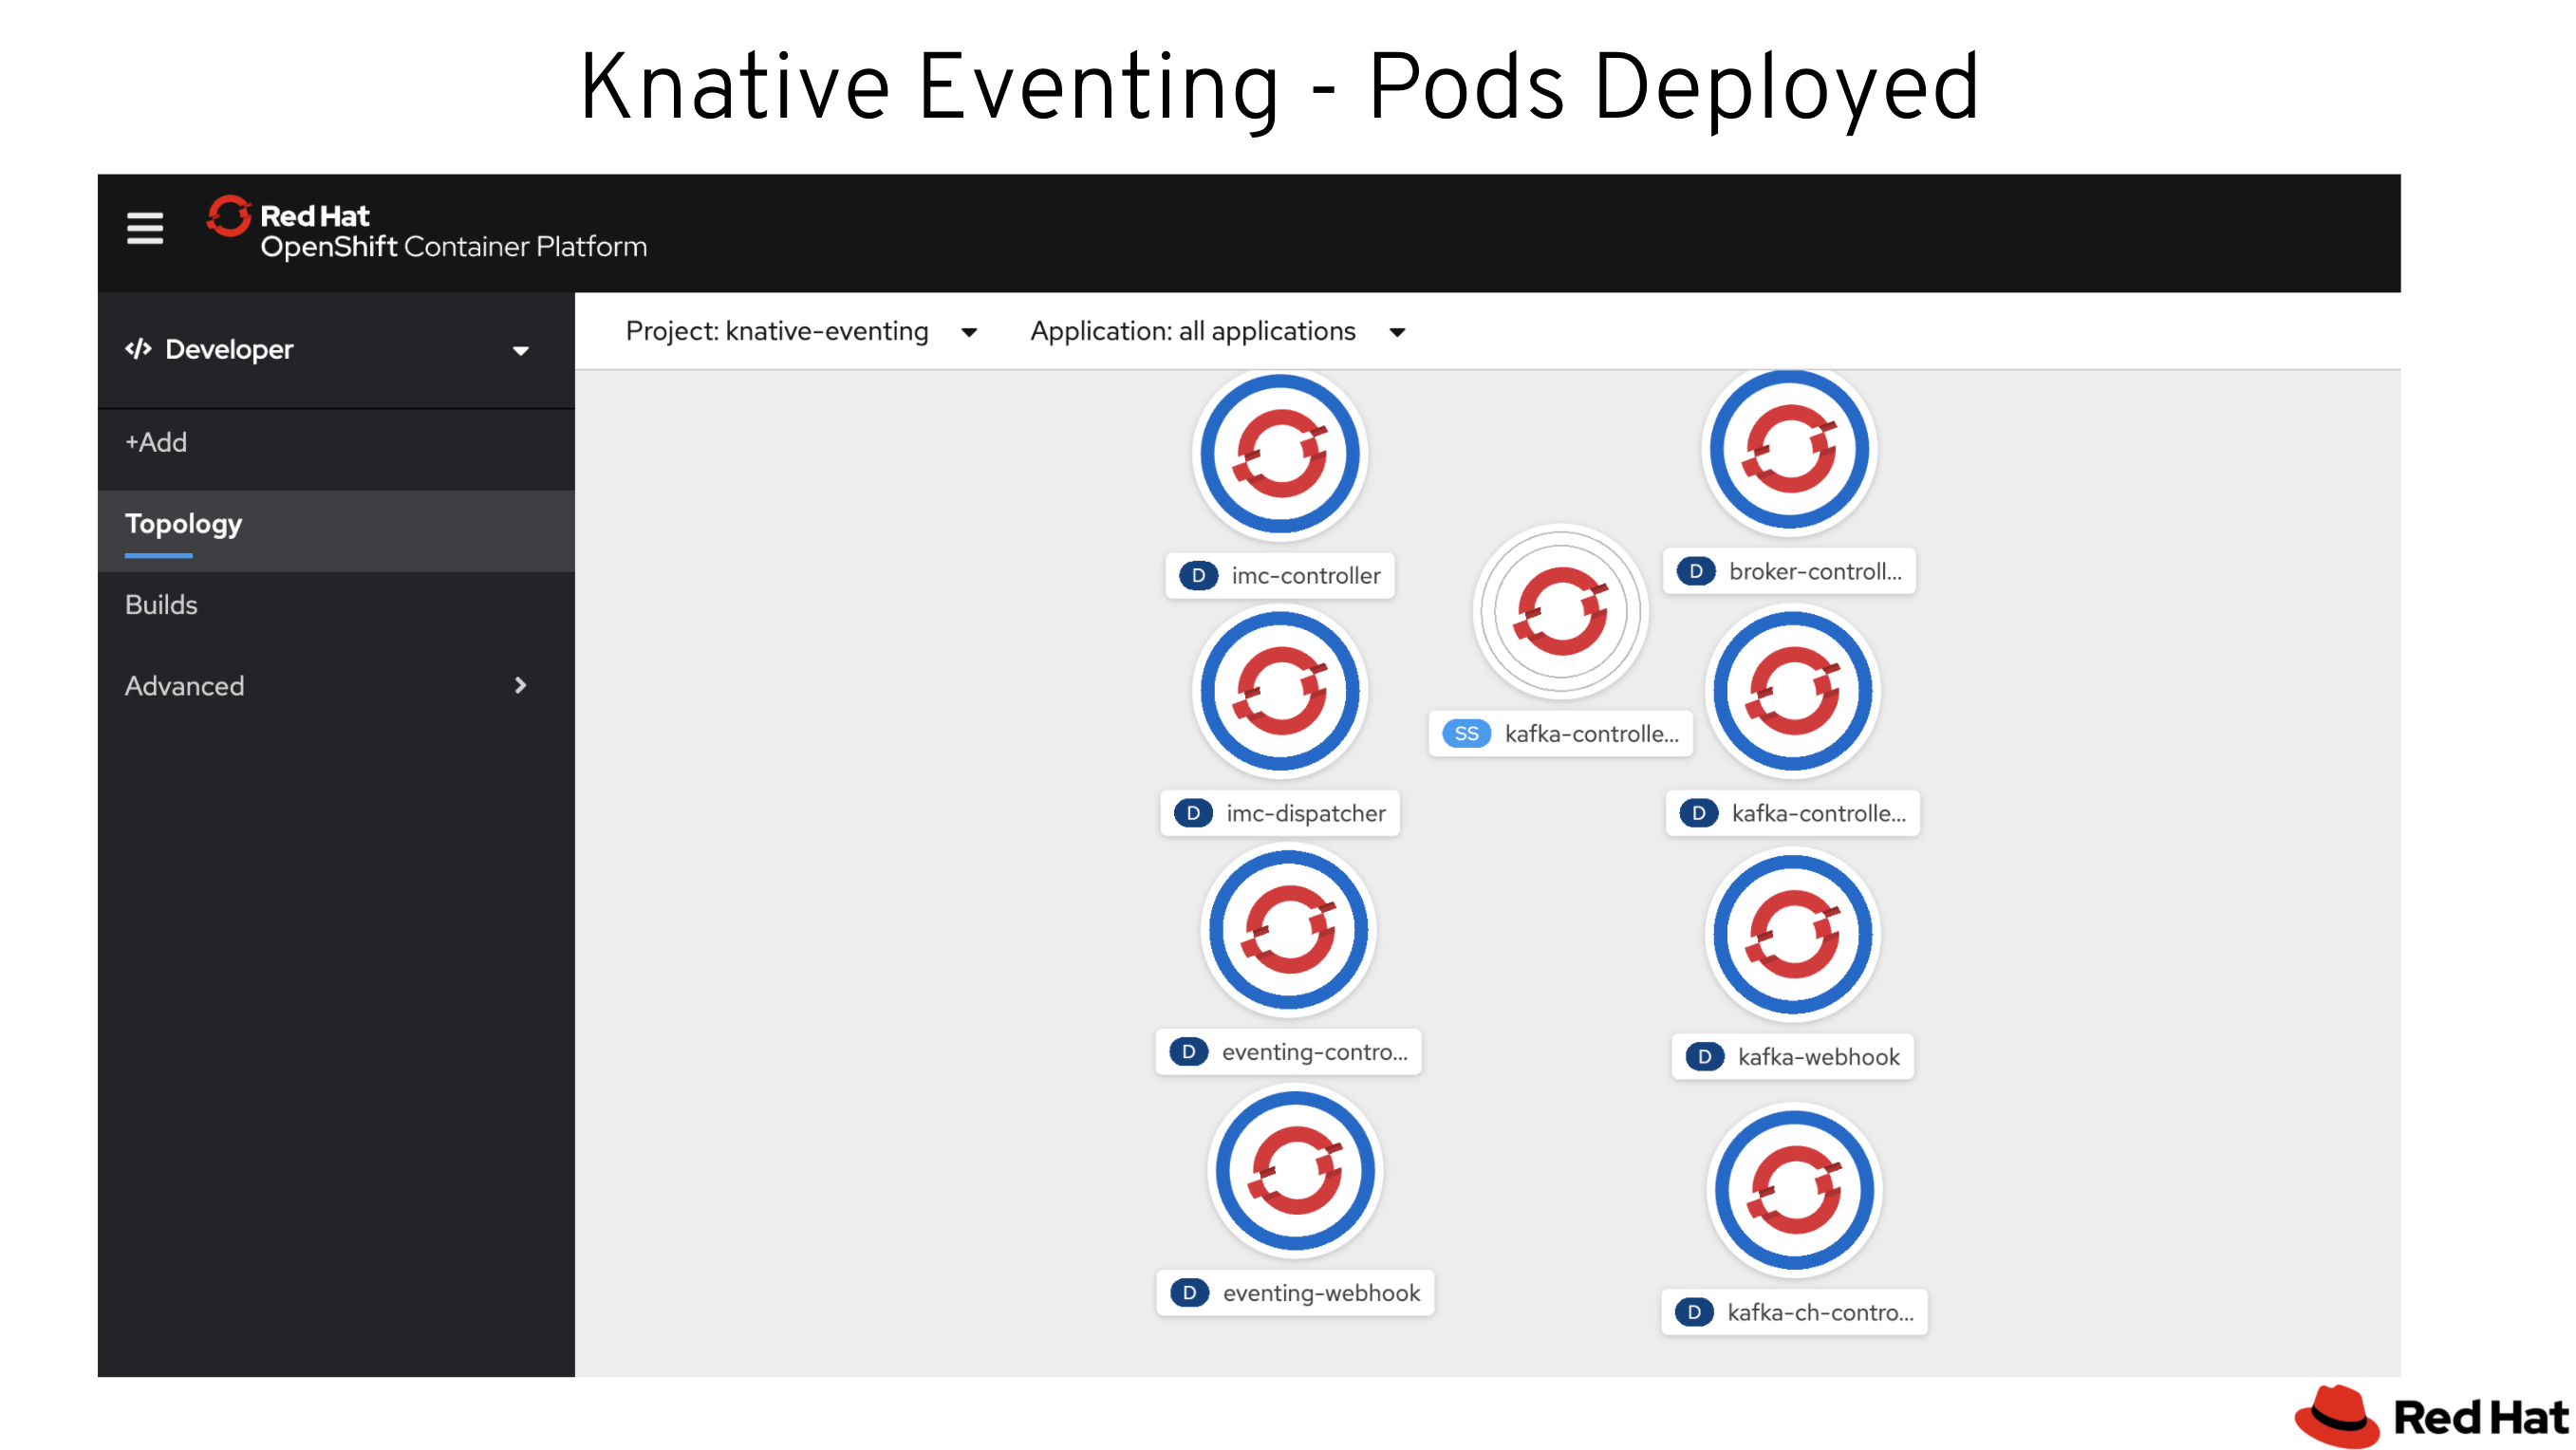 Knative Eventing - Pods Deployed
Red Hat
OpenShift Container Platform
</> Developer
+Add
Topology
Builds
Advanced
Project: knative-eventing
Application: all applications
D imc-controller
D broker-controll...
SS kafka-controlle...
D imc-dispatcher
D kafka-controlle...
D eventing-contro...
D kafka-webhook
D eventing-webhook
D kafka-ch-contro...
Red Hat